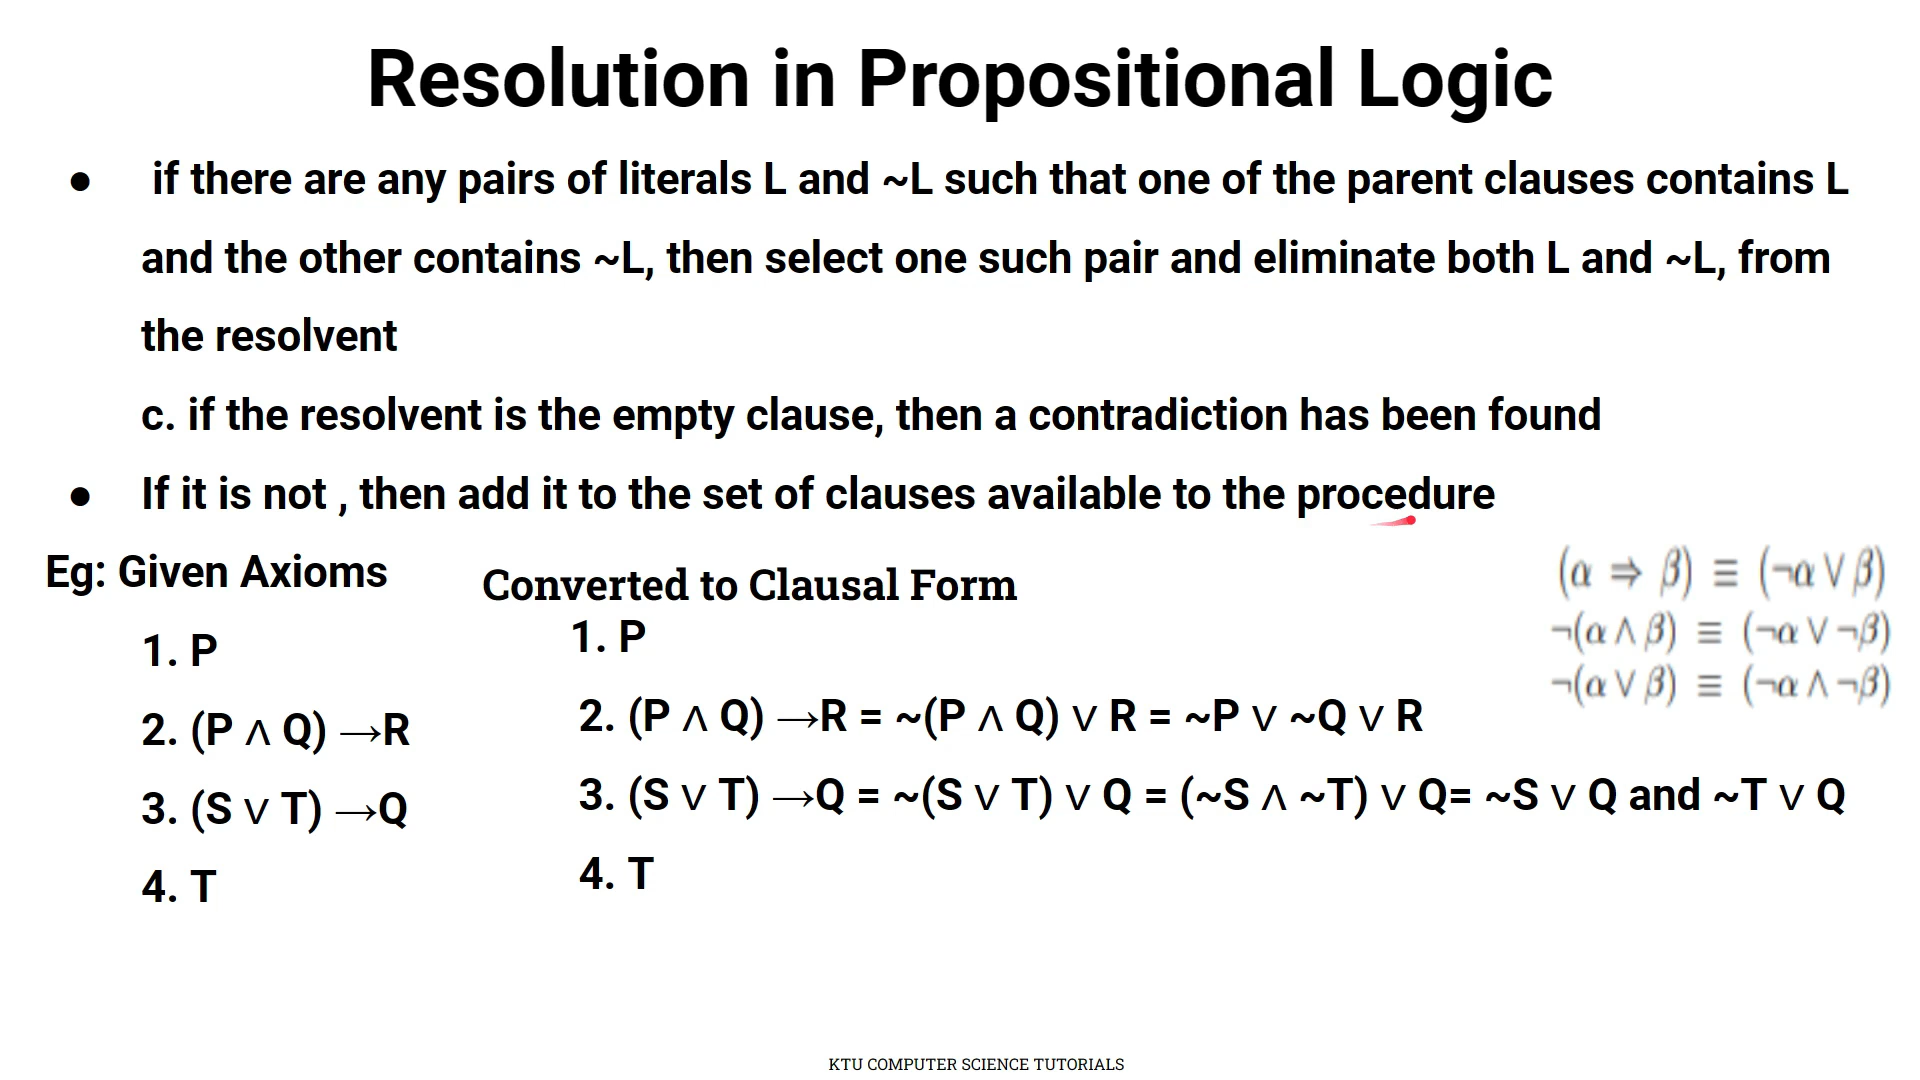 Resolution in Propositional Logic
● if there are any pairs of literals L and ~L such that one of the parent clauses contains L
and the other contains ~L, then select one such pair and eliminate both L and ~L, from
the resolvent
c. if the resolvent is the empty clause, then a contradiction has been found
● If it is not , then add it to the set of clauses available to the procedure
Eg: Given Axioms
1. P
2. (P ∧ Q) →R
3. (S ∨ T) →Q
4. T
Converted to Clausal Form
1. P
2. (P ∧ Q) →R = ~(P ∧ Q) ∨ R = ~P ∨ ~Q ∨ R
3. (S ∨ T) →Q = ~(S ∨ T) ∨ Q = (~S ∧ ~T) ∨ Q= ~S ∨ Q and ~T ∨ Q
4. T
(α ⇒ β) ≡ (¬α ∨ β)
¬(α ∧ β) ≡ (¬α ∨ ¬β)
¬(α ∨ β) ≡ (¬α ∧ ¬β)
KTU COMPUTER SCIENCE TUTORIALS